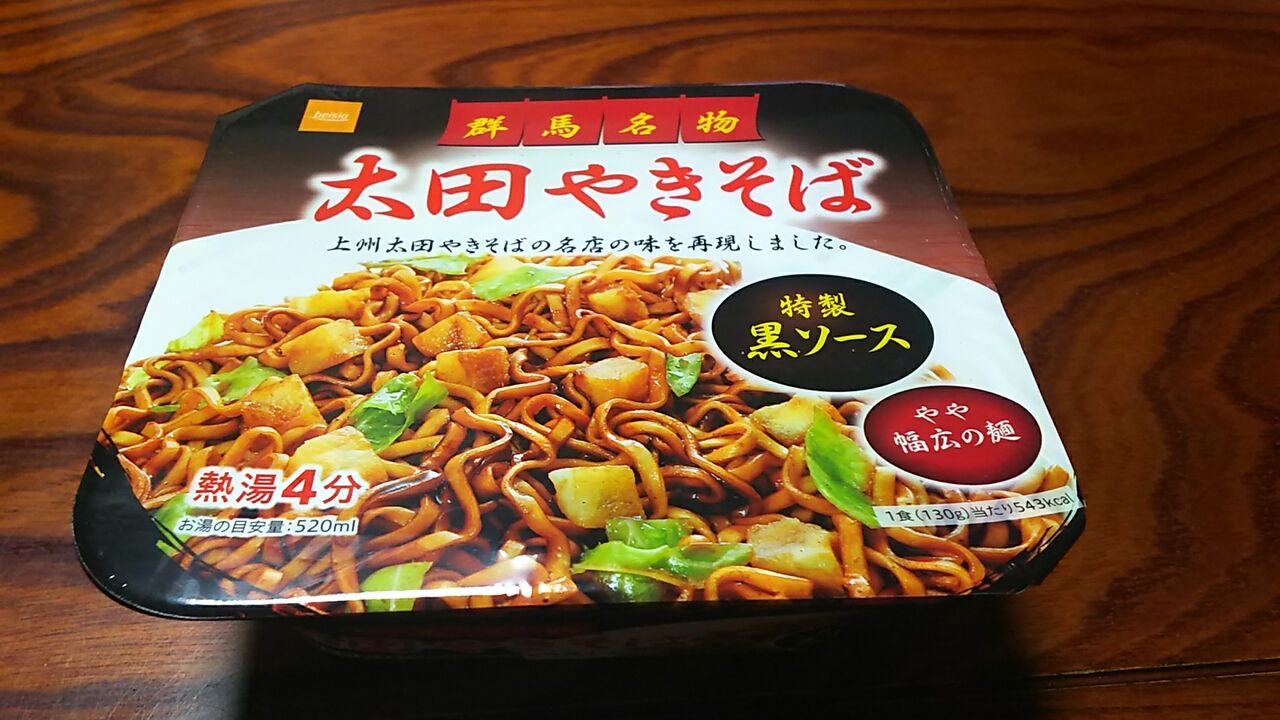 beisia
群馬名物
太田やきそば
上州太田やきそばの名店の味を再現しました。
特製
黒ソース
やや
幅広の麺
熱湯4分
お湯の目安量:520ml
1食(130g)当たり543kcal